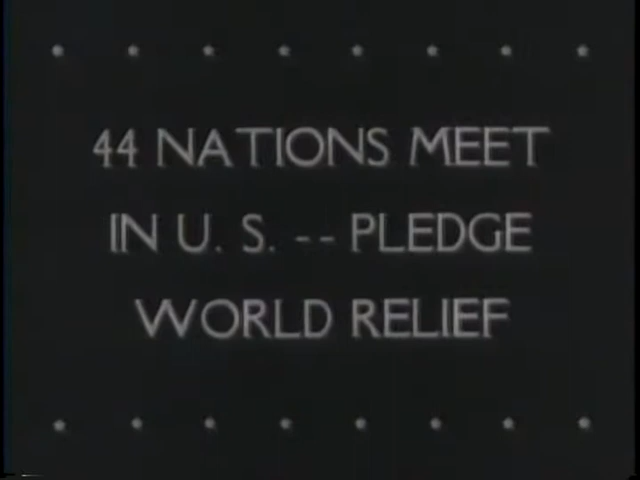 44 NATIONS MEET
IN U. S. -- PLEDGE
WORLD RELIEF